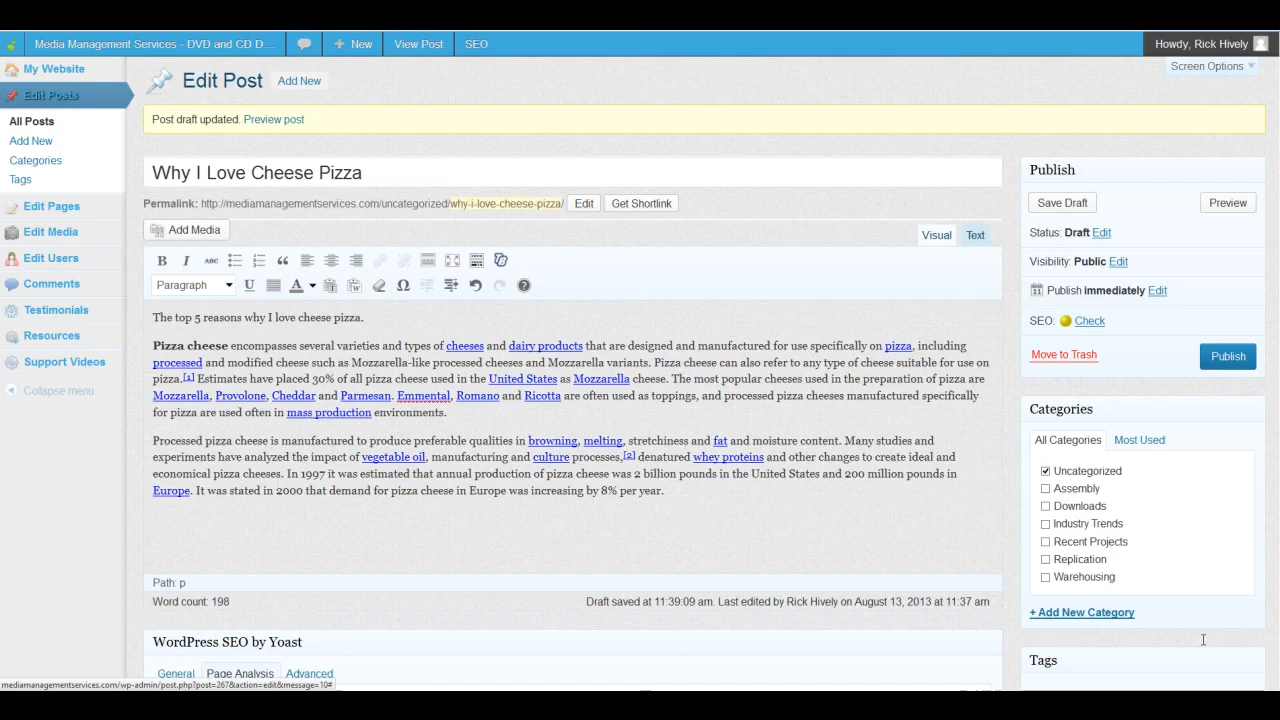 Media Management Services - DVD and CD D... New View Post SEO Howdy, Rick Hively
My Website
Edit Posts
All Posts
Add New
Categories
Tags
Edit Pages
Edit Media
Edit Users
Comments
Testimonials
Resources
Support Videos
Collapse menu
Screen Options
Edit Post Add New
Post draft updated. Preview post
Why I Love Cheese Pizza
Permalink: http://mediamanagementservices.com/uncategorized/why-i-love-cheese-pizza/ Edit Get Shortlink
Add Media
Visual Text
B I ABC
Paragraph U A Ω
The top 5 reasons why I love cheese pizza.
Pizza cheese encompasses several varieties and types of cheeses and dairy products that are designed and manufactured for use specifically on pizza, including
processed and modified cheese such as Mozzarella-like processed cheeses and Mozzarella variants. Pizza cheese can also refer to any type of cheese suitable for use on
pizza.[1] Estimates have placed 30% of all pizza cheese used in the United States as Mozzarella cheese. The most popular cheeses used in the preparation of pizza are
Mozzarella, Provolone, Cheddar and Parmesan. Emmental, Romano and Ricotta are often used as toppings, and processed pizza cheeses manufactured specifically
for pizza are used often in mass production environments.
Processed pizza cheese is manufactured to produce preferable qualities in browning, melting, stretchiness and fat and moisture content. Many studies and
experiments have analyzed the impact of vegetable oil, manufacturing and culture processes,[2] denatured whey proteins and other changes to create ideal and
economical pizza cheeses. In 1997 it was estimated that annual production of pizza cheese was 2 billion pounds in the United States and 200 million pounds in
Europe. It was stated in 2000 that demand for pizza cheese in Europe was increasing by 8% per year.
Path: p
Word count: 198 Draft saved at 11:39:09 am. Last edited by Rick Hively on August 13, 2013 at 11:37 am
WordPress SEO by Yoast
General Page Analysis Advanced
Publish
Save Draft Preview
Status: Draft Edit
Visibility: Public Edit
Publish immediately Edit
SEO: Check
Move to Trash Publish
Categories
All Categories Most Used
Uncategorized
Assembly
Downloads
Industry Trends
Recent Projects
Replication
Warehousing
+ Add New Category
Tags
mediamanagementservices.com/wp-admin/post.php?post=267&action=edit&message=10#